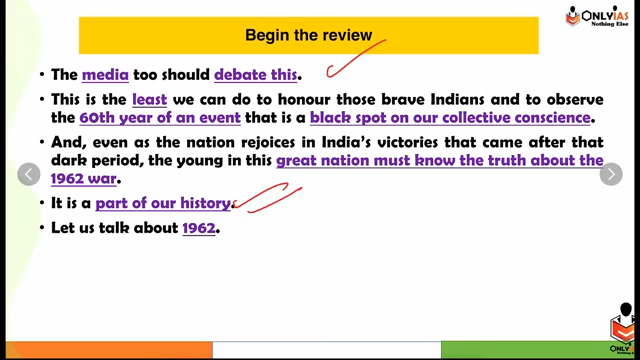 ONLYIAS
Nothing Else
Begin the review
• The media too should debate this.
• This is the least we can do to honour those brave Indians and to observe
the 60th year of an event that is a black spot on our collective conscience.
• And, even as the nation rejoices in India’s victories that came after that
dark period, the young in this great nation must know the truth about the
1962 war.
• It is a part of our history.
• Let us talk about 1962.